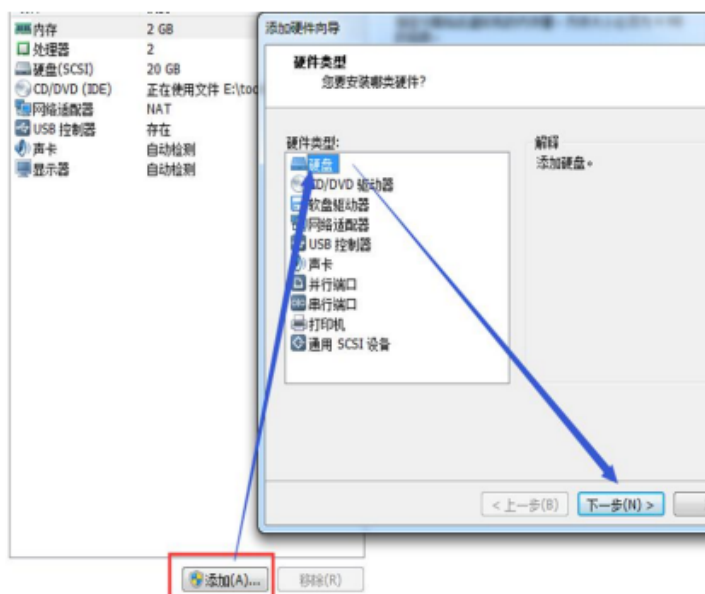 内存 2 GB
处理器 2
硬盘(SCSI) 20 GB
CD/DVD (IDE) 正在使用文件 E:\too
网络适配器 NAT
USB 控制器 存在
声卡 自动检测
显示器 自动检测
添加(A)...
移除(R)
添加硬件向导
硬件类型
您要安装哪类硬件?
硬件类型:
硬盘
CD/DVD 驱动器
软盘驱动器
网络适配器
USB 控制器
声卡
并行端口
串行端口
打印机
通用 SCSI 设备
解释
添加硬盘。
< 上一步(B)
下一步(N) >